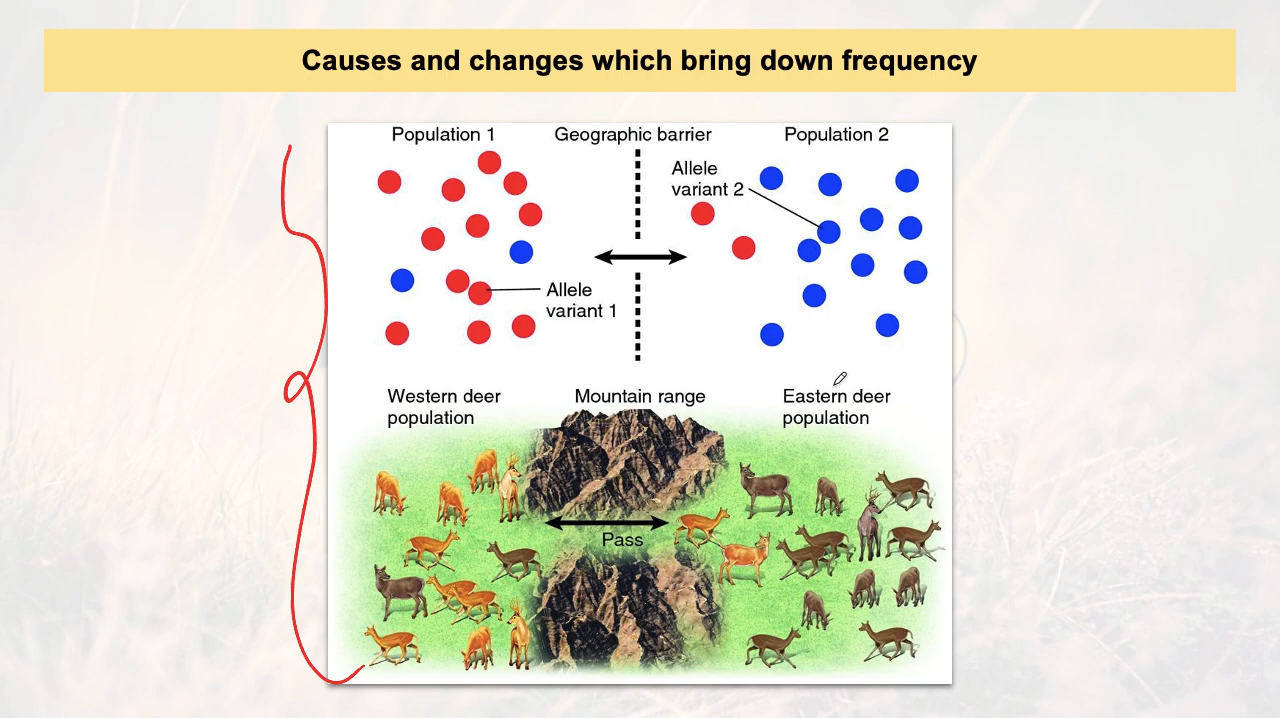 Causes and changes which bring down frequency
Population 1
Geographic barrier
Population 2
Allele
variant 2
Allele
variant 1
Western deer
population
Mountain range
Eastern deer
population
Pass